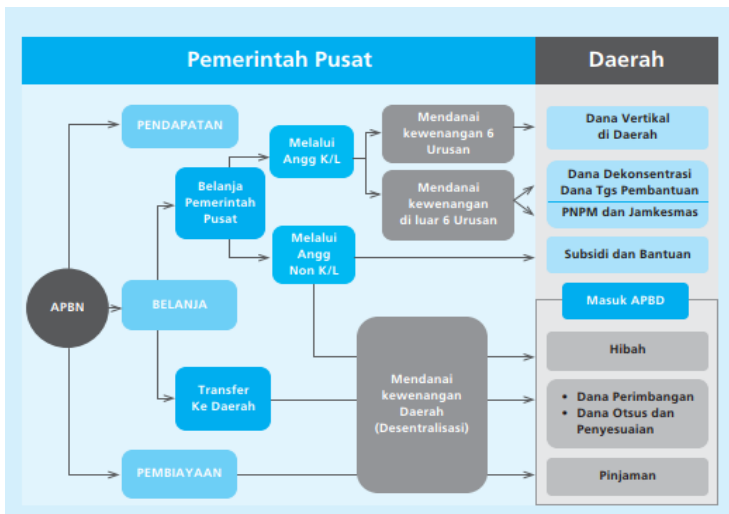 Pemerintah Pusat
Daerah
PENDAPATAN
Melalui
Angg K/L
Mendanai
kewenangan 6
Urusan
Dana Vertikal
di Daerah
Belanja
Pemerintah
Pusat
Mendanai
kewenangan
di luar 6 Urusan
Dana Dekonsentrasi
Dana Tgs Pembantuan
PNPM dan Jamkesmas
Melalui
Angg
Non K/L
Subsidi dan Bantuan
APBN
BELANJA
Masuk APBD
Hibah
Transfer
Ke Daerah
Mendanai
kewenangan
Daerah
(Desentralisasi)
• Dana Perimbangan
• Dana Otsus dan
Penyesuaian
PEMBIAYAAN
Pinjaman